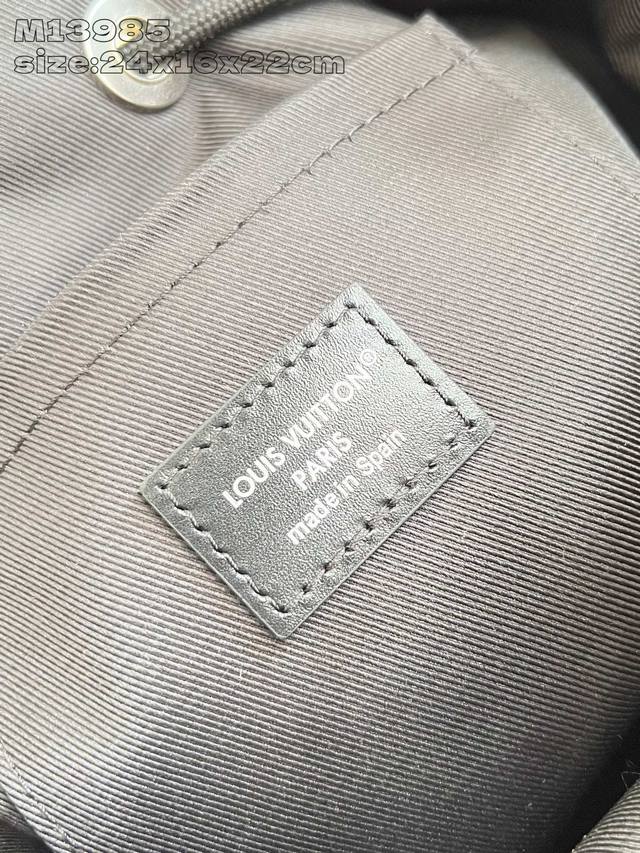 M13985
size:24x16x22cm
LOUIS VUITTON®
PARIS
made in Spain